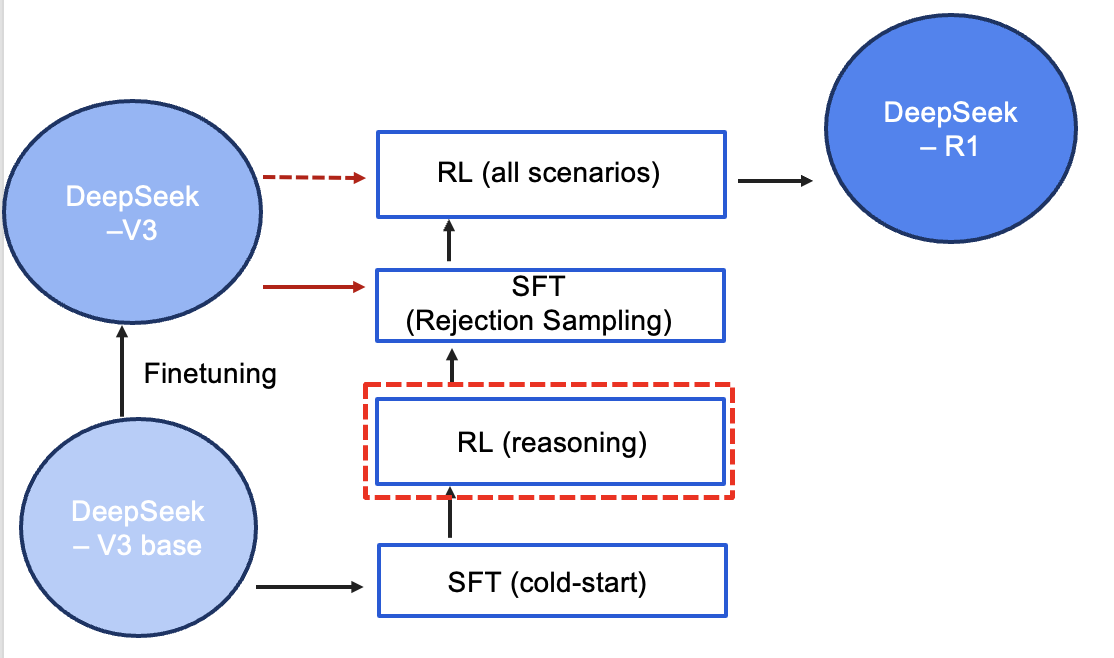 DeepSeek
– R1
RL (all scenarios)
DeepSeek
–V3
SFT
(Rejection Sampling)
Finetuning
RL (reasoning)
DeepSeek
– V3 base
SFT (cold-start)